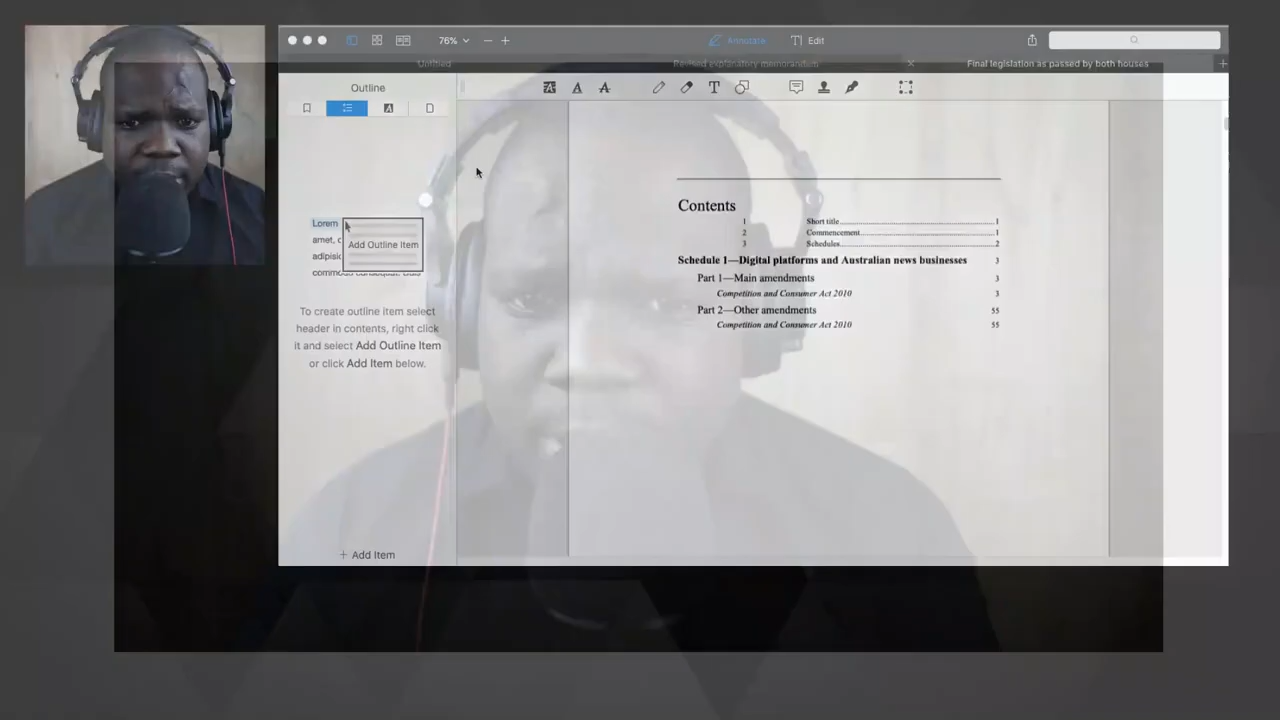 76%
Annotate
Edit
Untitled
Revised explanatory memorandum
Final legislation as passed by both houses
Outline
Lorem
amet, c
adipisic
Add Outline Item
To create outline item select
header in contents, right click
it and select Add Outline Item
or click Add Item below.
+ Add Item
Contents
1 Short title 1
2 Commencement 1
3 Schedules 2
Schedule 1—Digital platforms and Australian news businesses 3
Part 1—Main amendments 3
Competition and Consumer Act 2010 3
Part 2—Other amendments 55
Competition and Consumer Act 2010 55